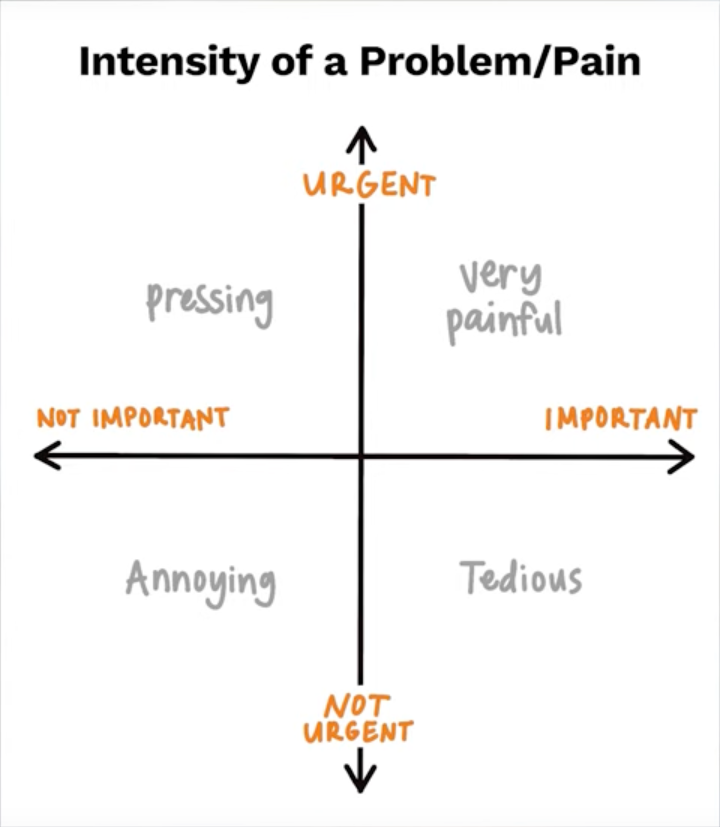 Intensity of a Problem/Pain
URGENT
pressing
very
painful
NOT IMPORTANT
IMPORTANT
Annoying
Tedious
NOT
URGENT